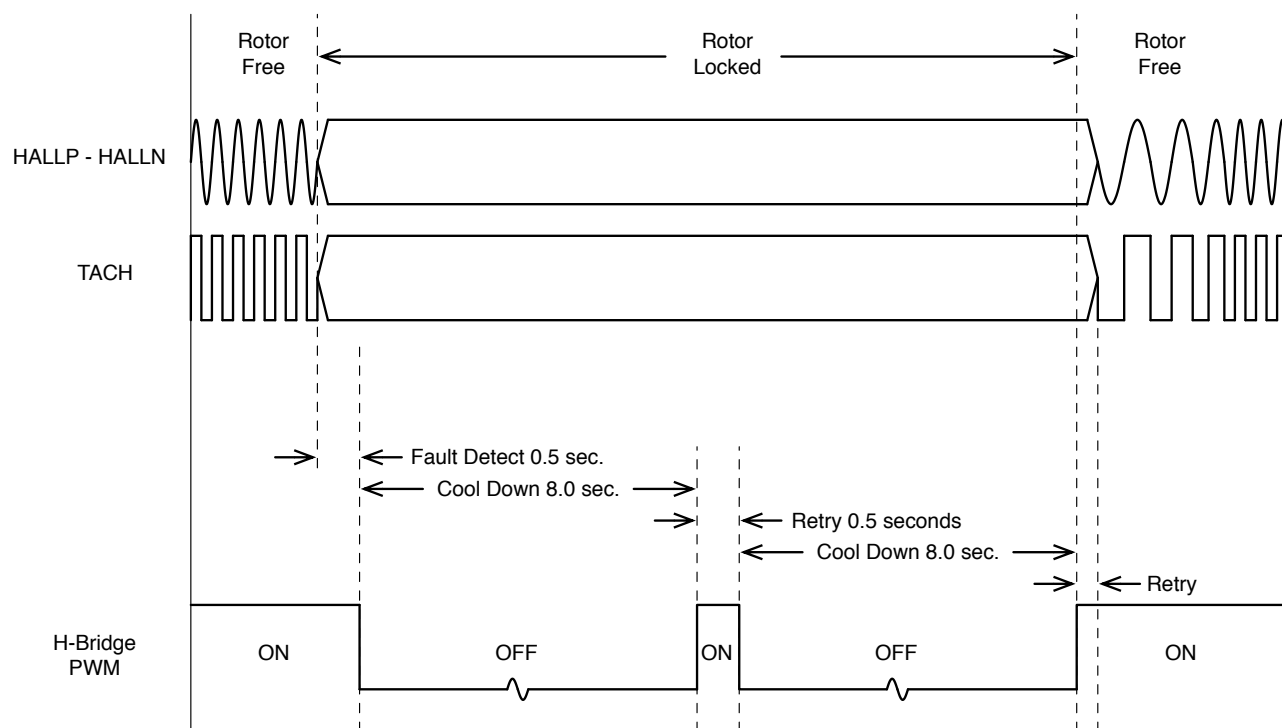 Rotor
Free
Rotor
Locked
Rotor
Free
HALLP - HALLN
TACH
Fault Detect 0.5 sec.
Cool Down 8.0 sec.
Retry 0.5 seconds
Cool Down 8.0 sec.
Retry
H-Bridge
PWM
ON
OFF
ON
OFF
ON